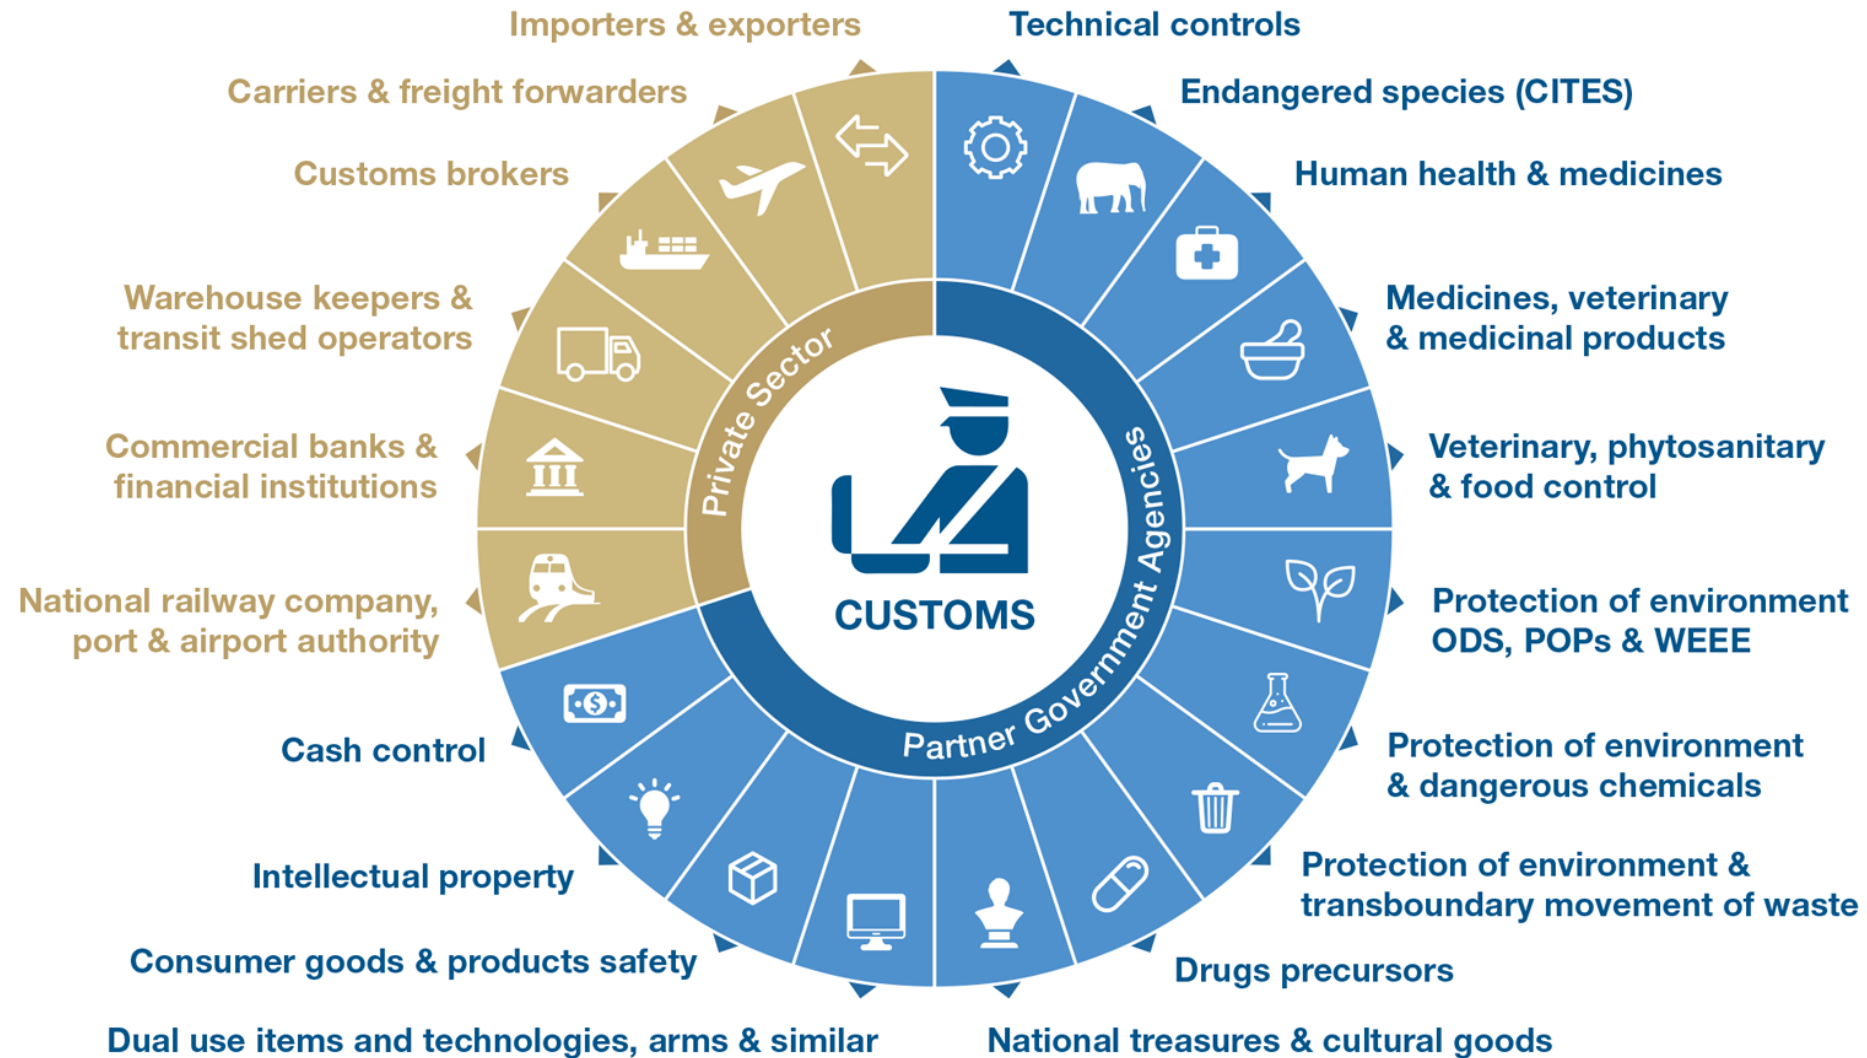 Importers & exporters
Carriers & freight forwarders
Customs brokers
Warehouse keepers &
transit shed operators
Commercial banks &
financial institutions
National railway company,
port & airport authority
Cash control
Intellectual property
Consumer goods & products safety
Dual use items and technologies, arms & similar
Technical controls
Endangered species (CITES)
Human health & medicines
Medicines, veterinary
& medicinal products
Veterinary, phytosanitary
& food control
Protection of environment
ODS, POPs & WEEE
Protection of environment
& dangerous chemicals
Protection of environment &
transboundary movement of waste
Drugs precursors
National treasures & cultural goods
Private Sector
Partner Government Agencies
CUSTOMS
$